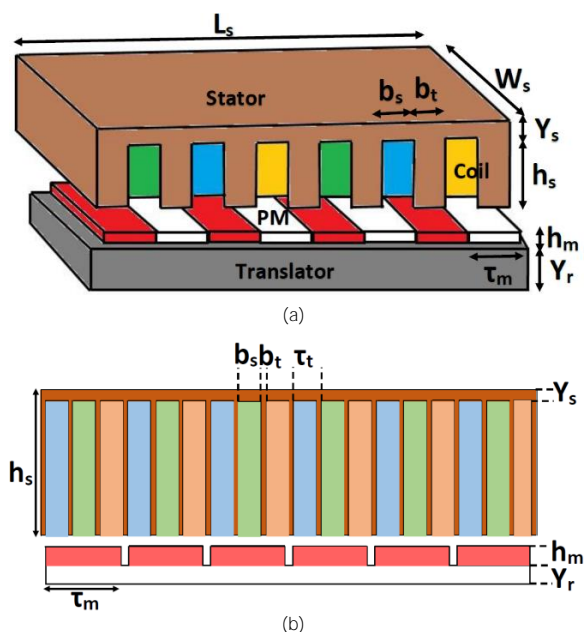 Lₛ
Wₛ
Stator
bₛ bₜ
Yₛ
Coil
hₛ
PM
hₘ
Translator
τₘ
Yᵣ
(a)
bₛ bₜ τₜ
Yₛ
hₛ
hₘ
τₘ
Yᵣ
(b)